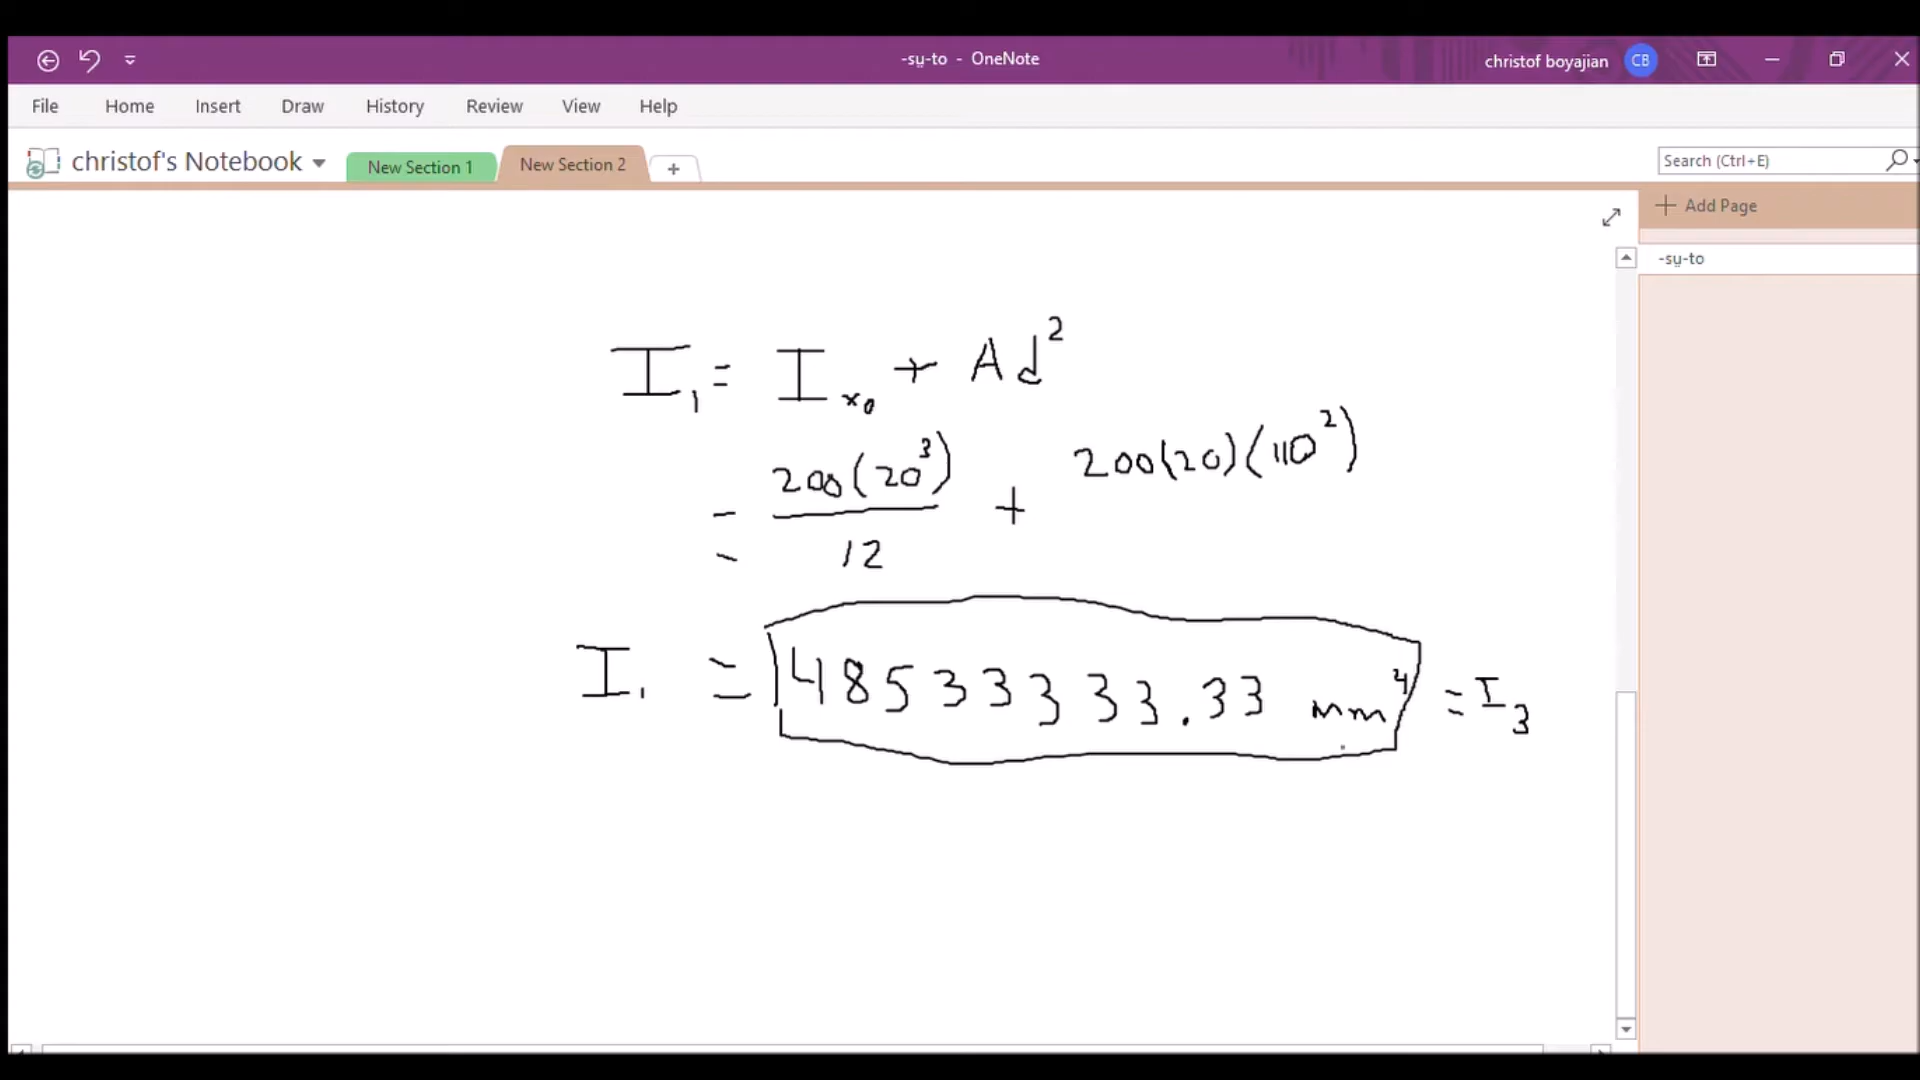 -sụ-to - OneNote
christof boyajian CB
File Home Insert Draw History Review View Help
christof's Notebook New Section 1 New Section 2 +
Search (Ctrl+E)
Add Page
-sụ-to
I₁ = Iₓ₀ + Ad²
= 200(20³)/12 + 200(20)(110²)
=
I₁ = 48533333.33 mm⁴ = I₃